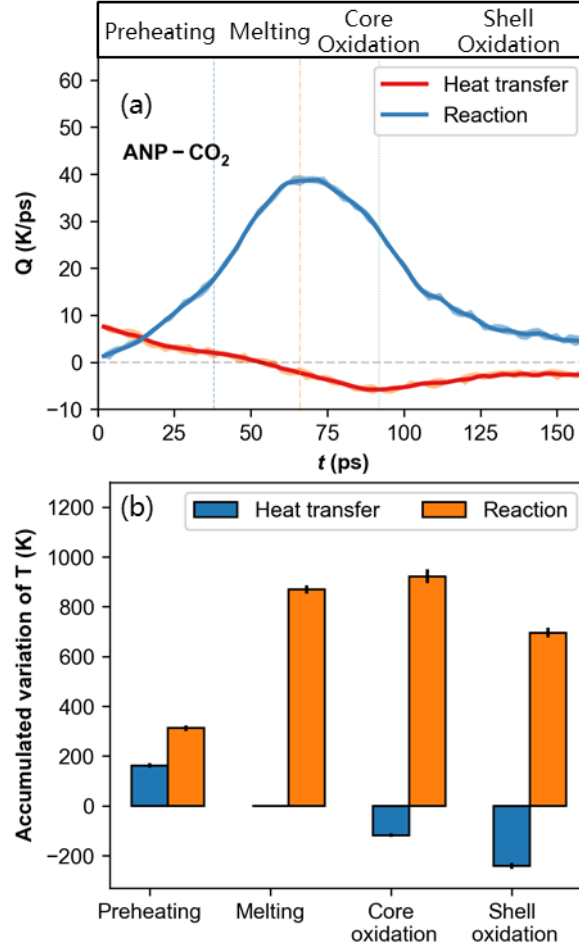 Preheating Melting Core Oxidation Shell Oxidation
(a)
Heat transfer
Reaction
ANP – CO₂
Q (K/ps)
60
50
40
30
20
10
0
−10
0 25 50 75 100 125 150
t (ps)
(b)
Heat transfer Reaction
Accumulated variation of T (K)
1200
1000
800
600
400
200
0
−200
Preheating Melting Core oxidation Shell oxidation